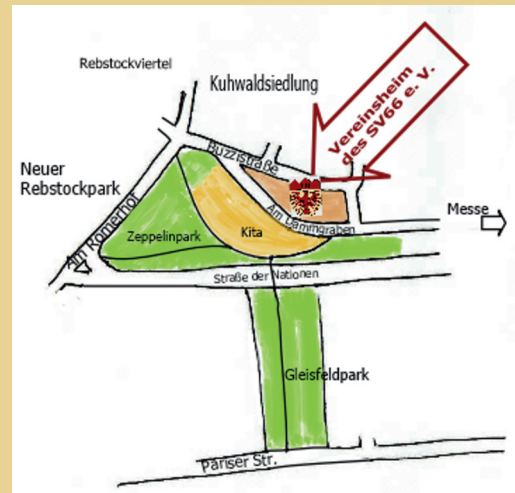 Rebstockviertel
Kuhwaldsiedlung
Vereinsheim
des SV66 e. V.
Buzzistraße
Neuer
Rebstockpark
Am Römerhof
Am Dammgraben
Messe
Zeppelinpark
Kita
Straße der Nationen
Gleisfeldpark
Pariser Str.